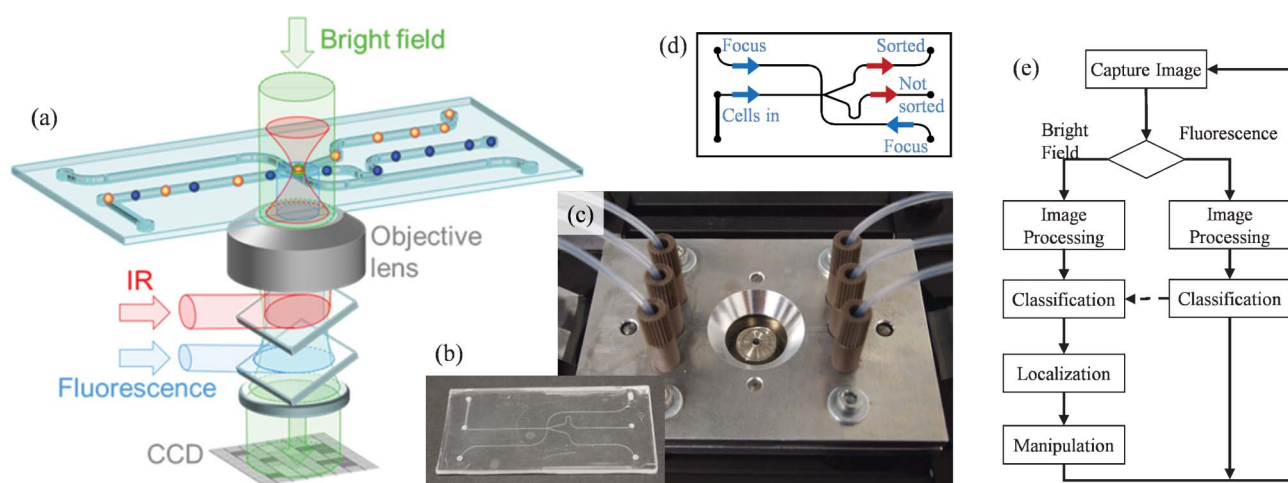 (a)
Bright field
Objective
lens
IR
Fluorescence
CCD
(b)
(c)
(d)
Focus
Sorted
Cells in
Not
sorted
Focus
(e)
Capture Image
Bright
Field
Fluorescence
Image
Processing
Image
Processing
Classification
Classification
Localization
Manipulation